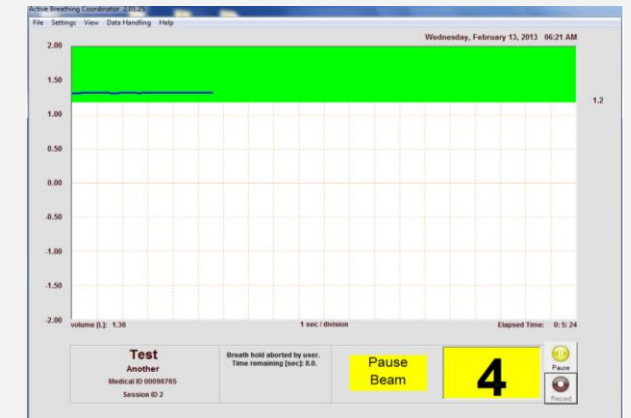 Active Breathing Coordinator 2.01.25
File Settings View Data Handling Help
Wednesday, February 13, 2013 06:21 AM
2.00
1.50
1.2
1.00
0.50
0.00
-0.50
-1.00
-1.50
-2.00
volume [L]: 1.36 1 sec / division Elapsed Time: 0: 5: 24
Test
Another
Medical ID 00098765
Session ID 2
Breath hold aborted by user.
Time remaining [sec]: 8.0.
Pause
Beam
4
Pause
Record